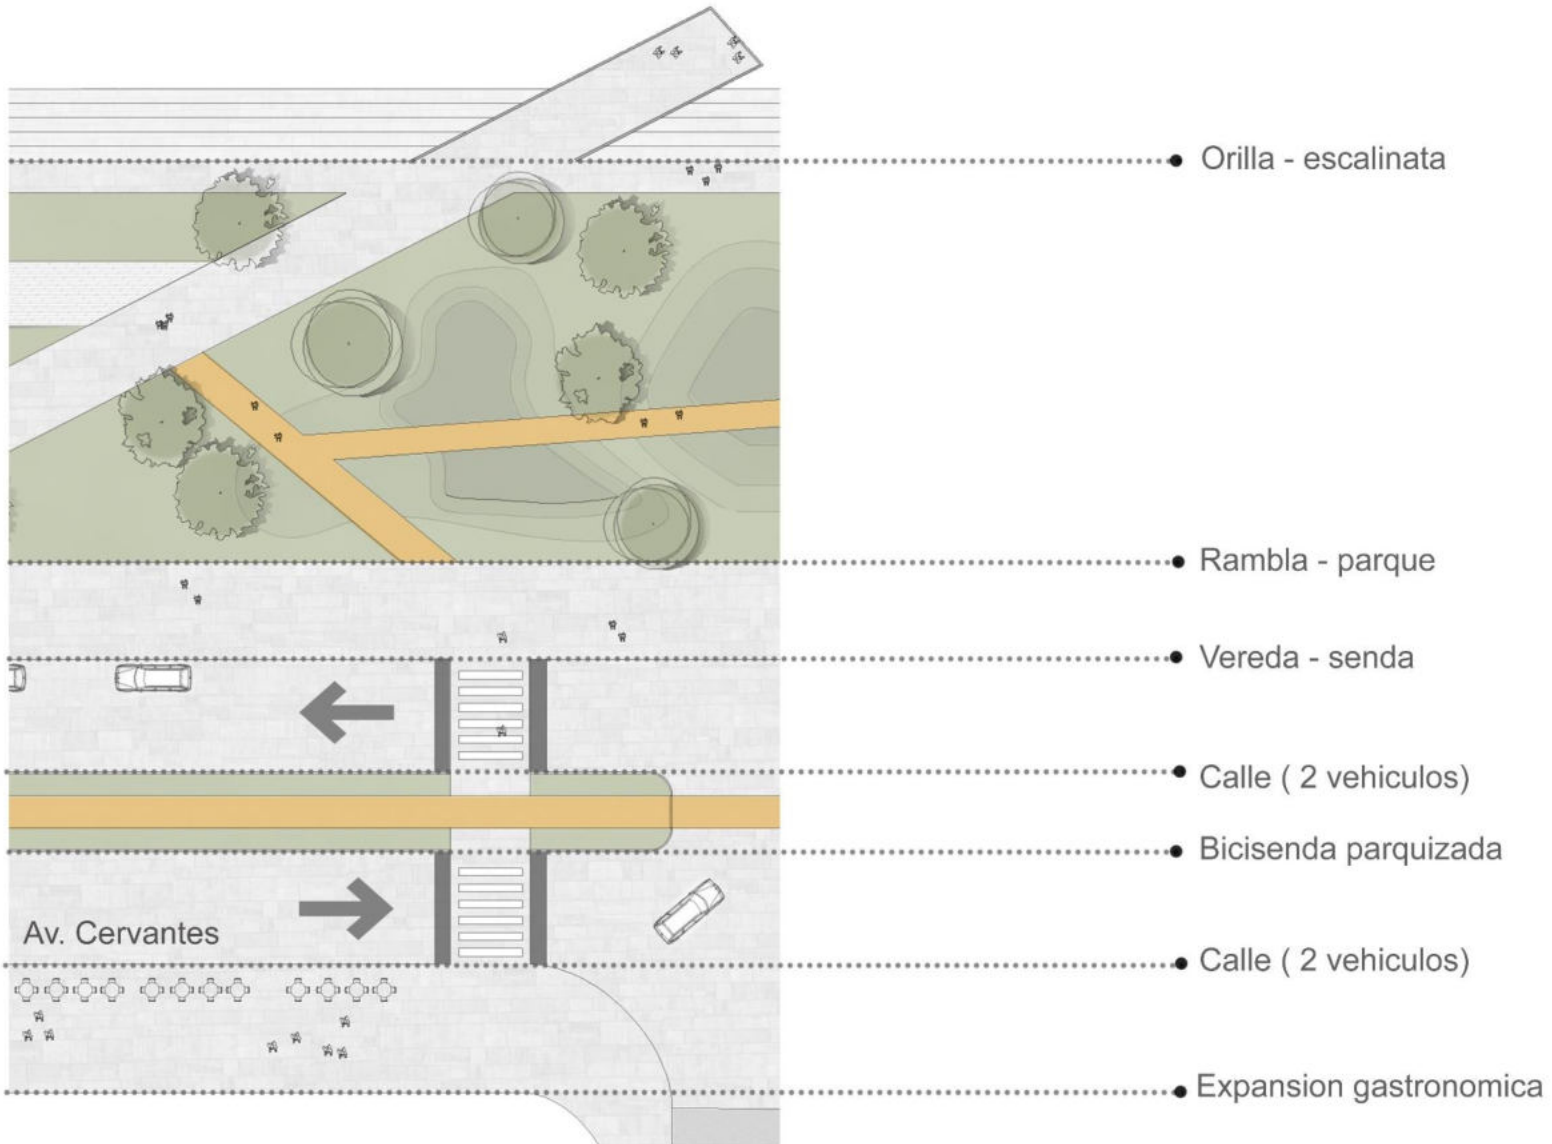 Orilla - escalinata
Rambla - parque
Vereda - senda
Calle ( 2 vehiculos)
Bicisenda parquizada
Av. Cervantes
Calle ( 2 vehiculos)
Expansion gastronomica